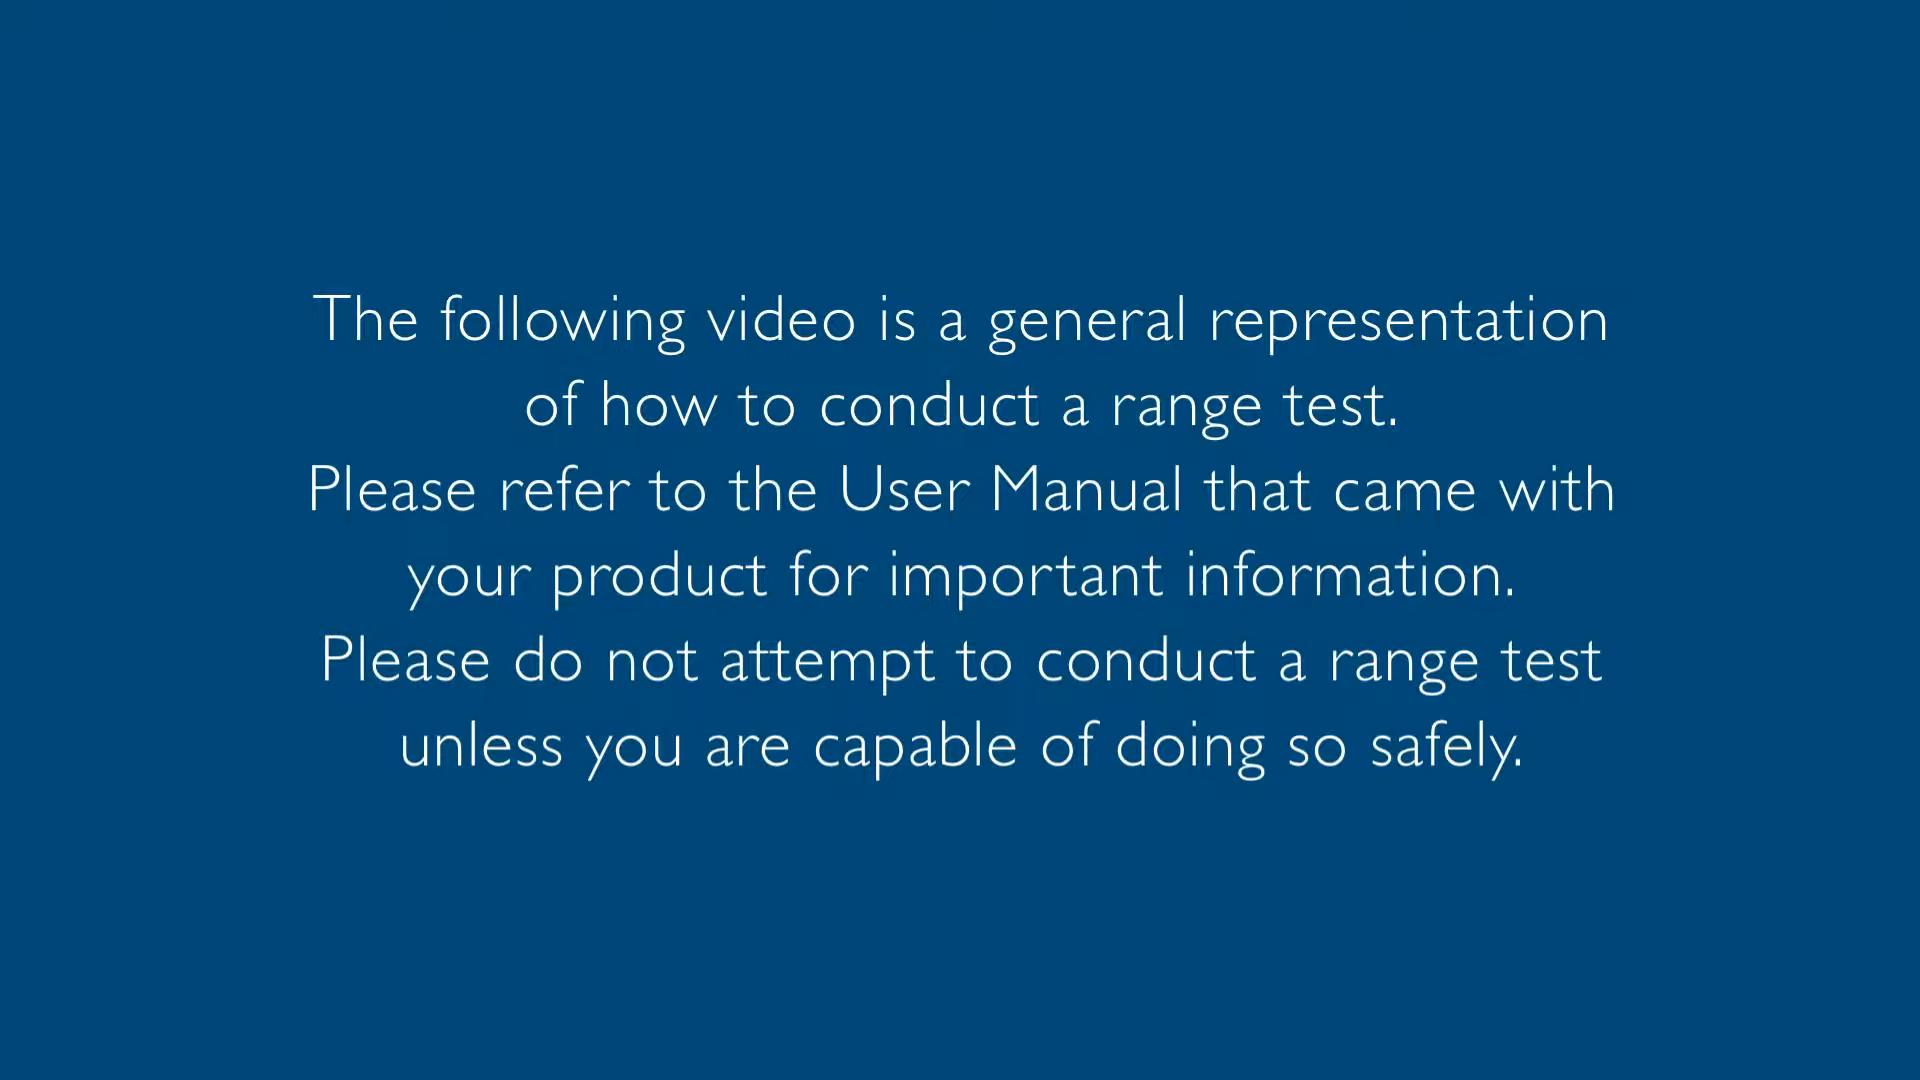 The following video is a general representation
of how to conduct a range test.
Please refer to the User Manual that came with
your product for important information.
Please do not attempt to conduct a range test
unless you are capable of doing so safely.